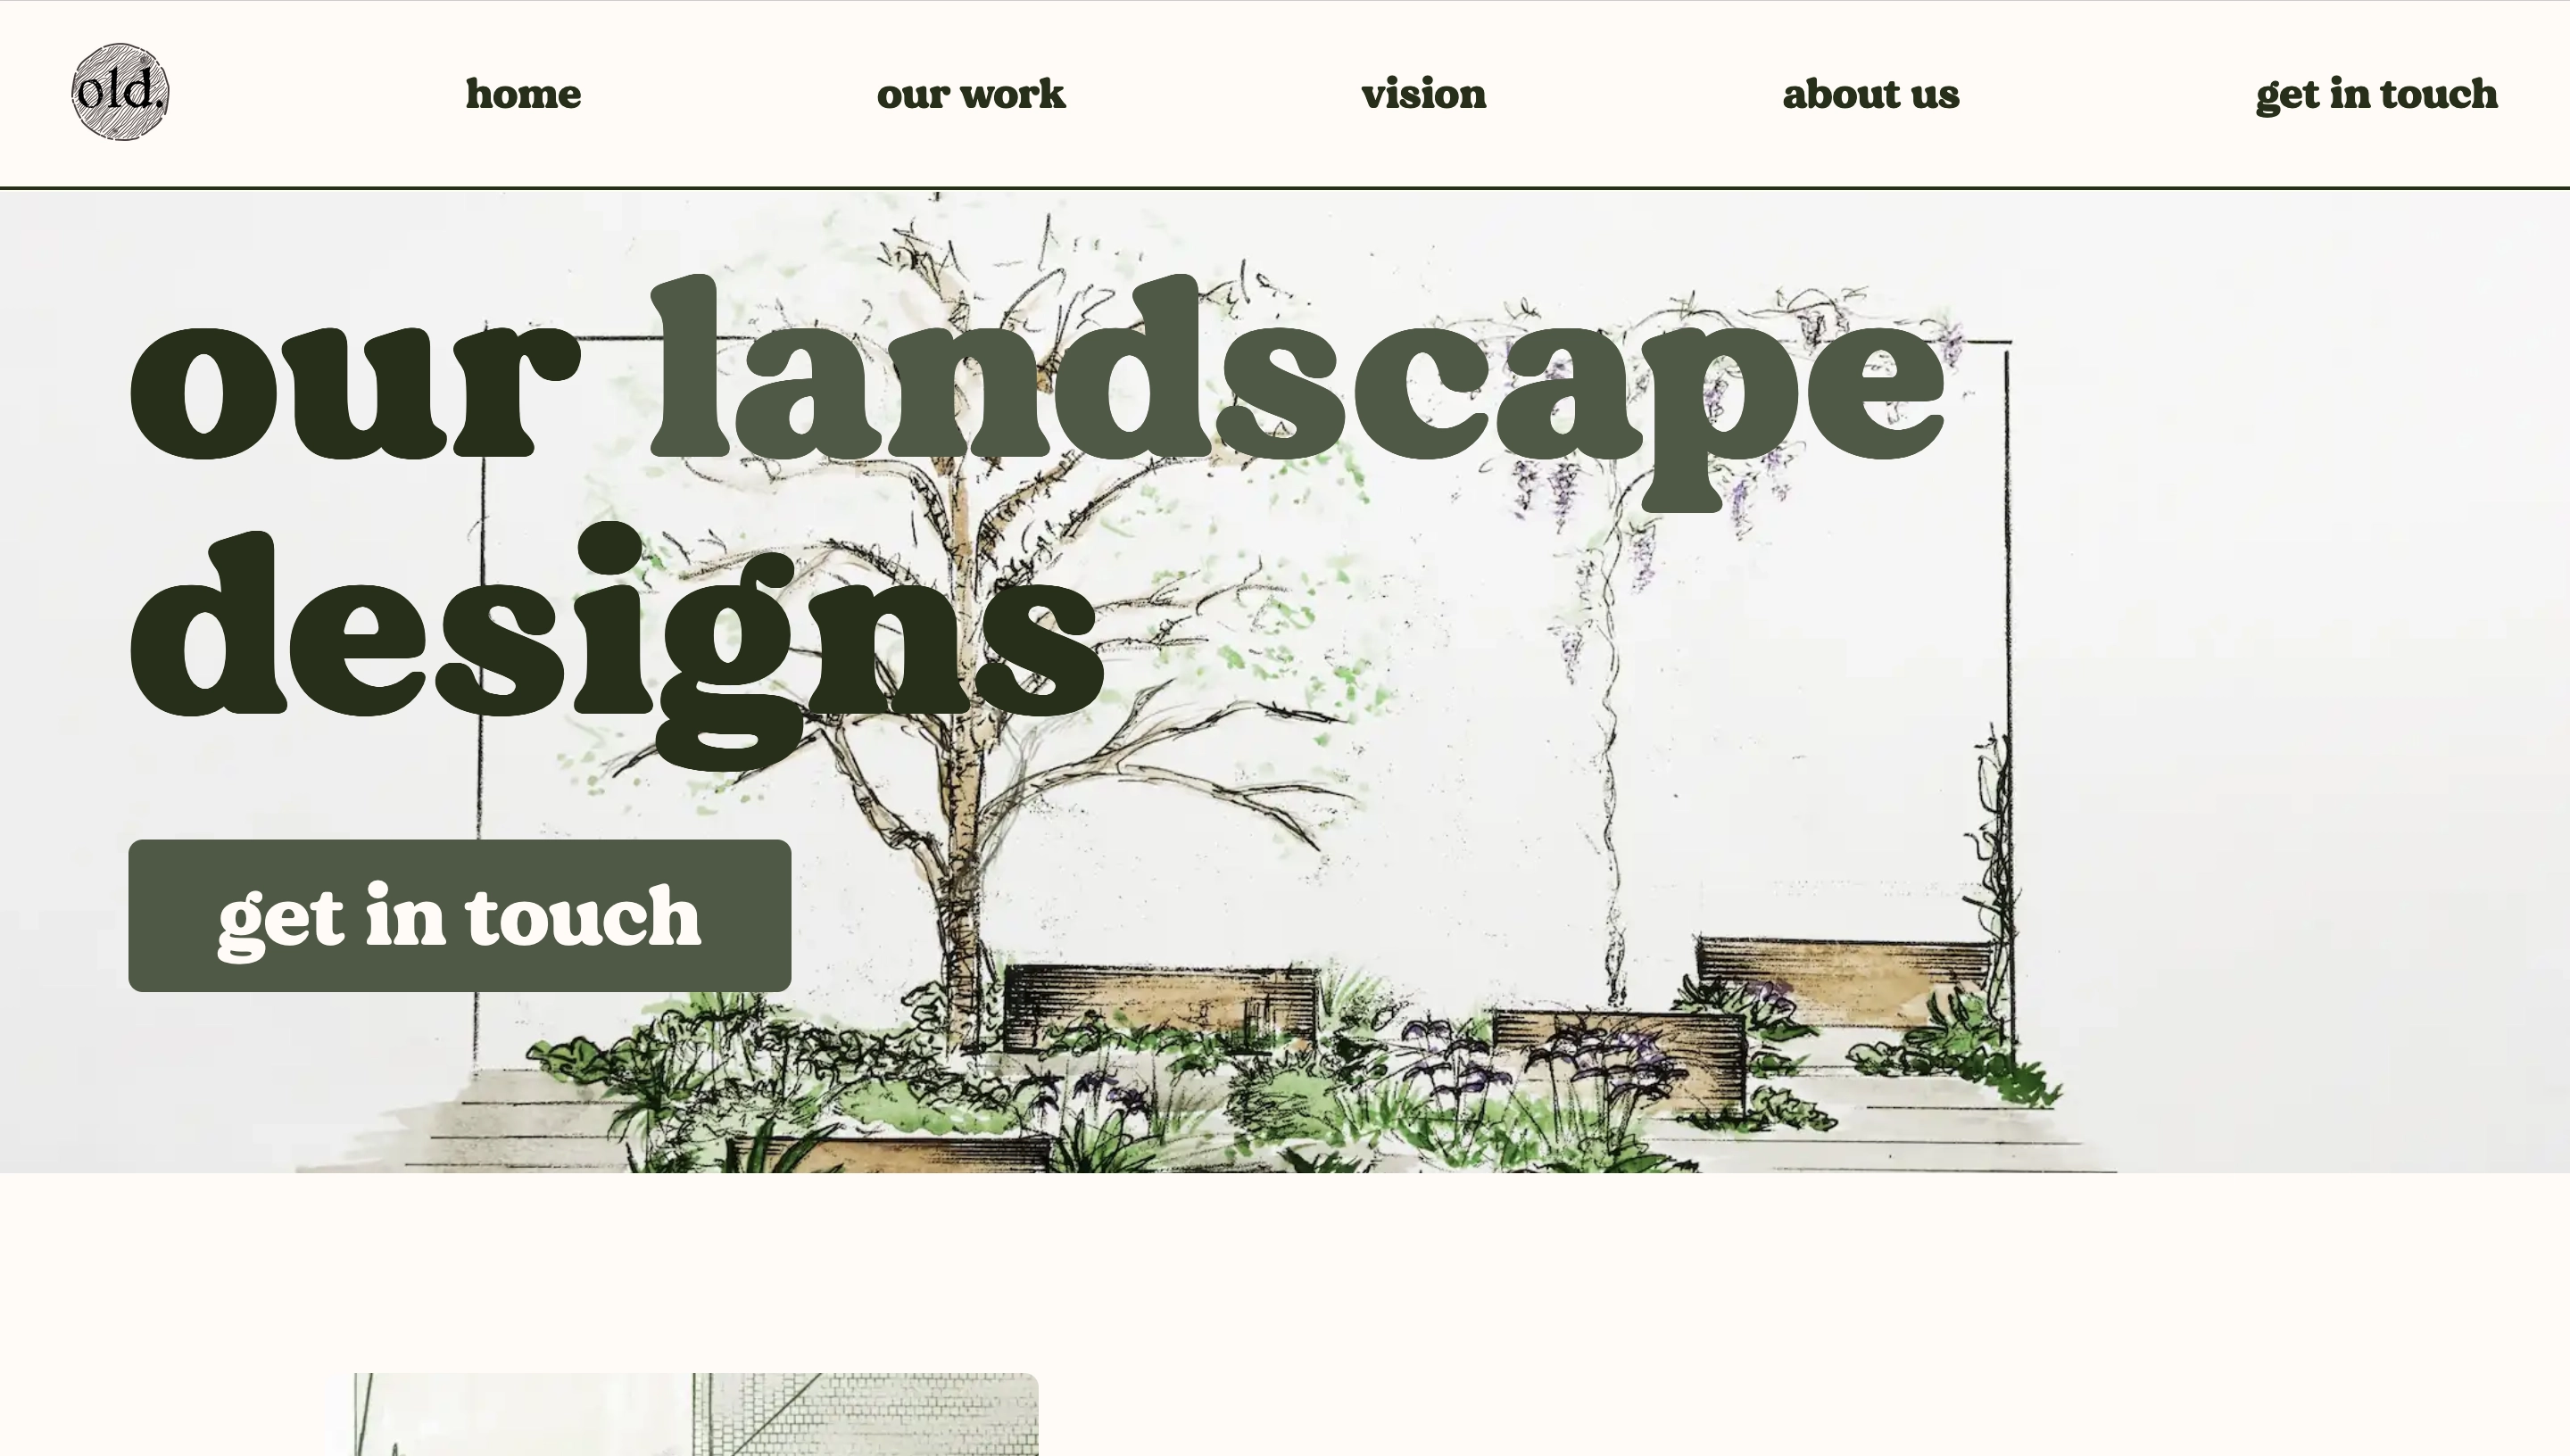 old.
home
our work
vision
about us
get in touch
our landscape
designs
get in touch